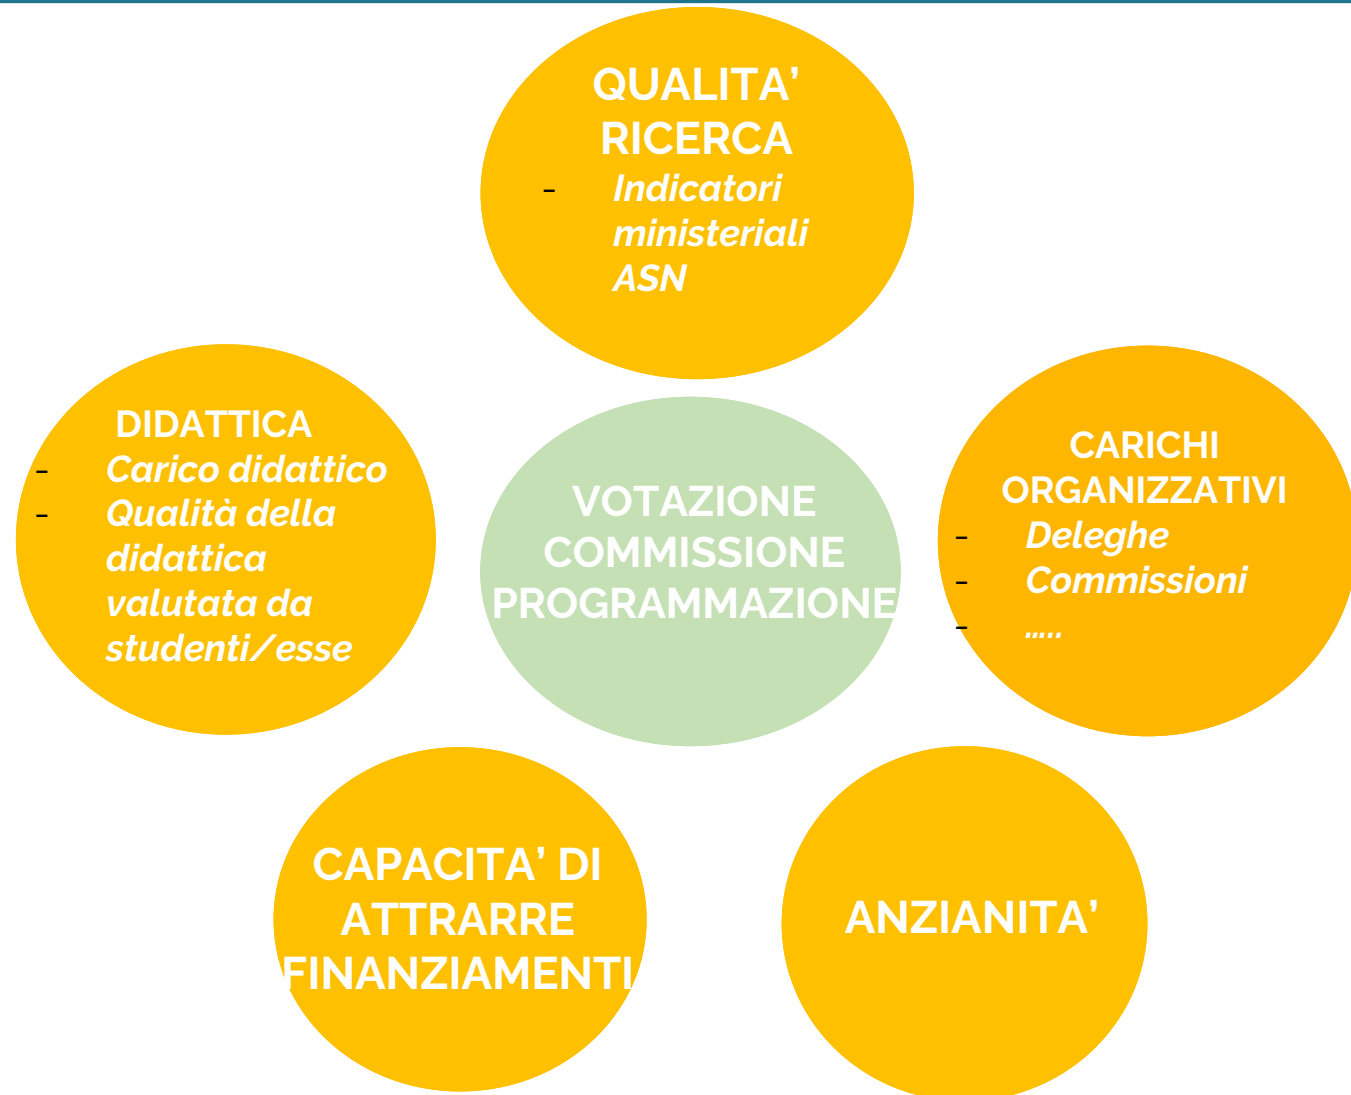 QUALITA’
RICERCA
- Indicatori
ministeriali
ASN
DIDATTICA
- Carico didattico
- Qualità della
didattica
valutata da
studenti/esse
VOTAZIONE
COMMISSIONE
PROGRAMMAZIONE
CARICHI
ORGANIZZATIVI
- Deleghe
- Commissioni
- …..
CAPACITA’ DI
ATTRARRE
FINANZIAMENTI
ANZIANITA’